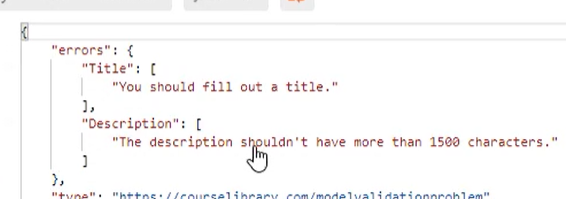 {
"errors": {
"Title": [
"You should fill out a title."
],
"Description": [
"The description shouldn't have more than 1500 characters."
]
},
"type": "https://courselibrary.com/modelvalidationproblem"